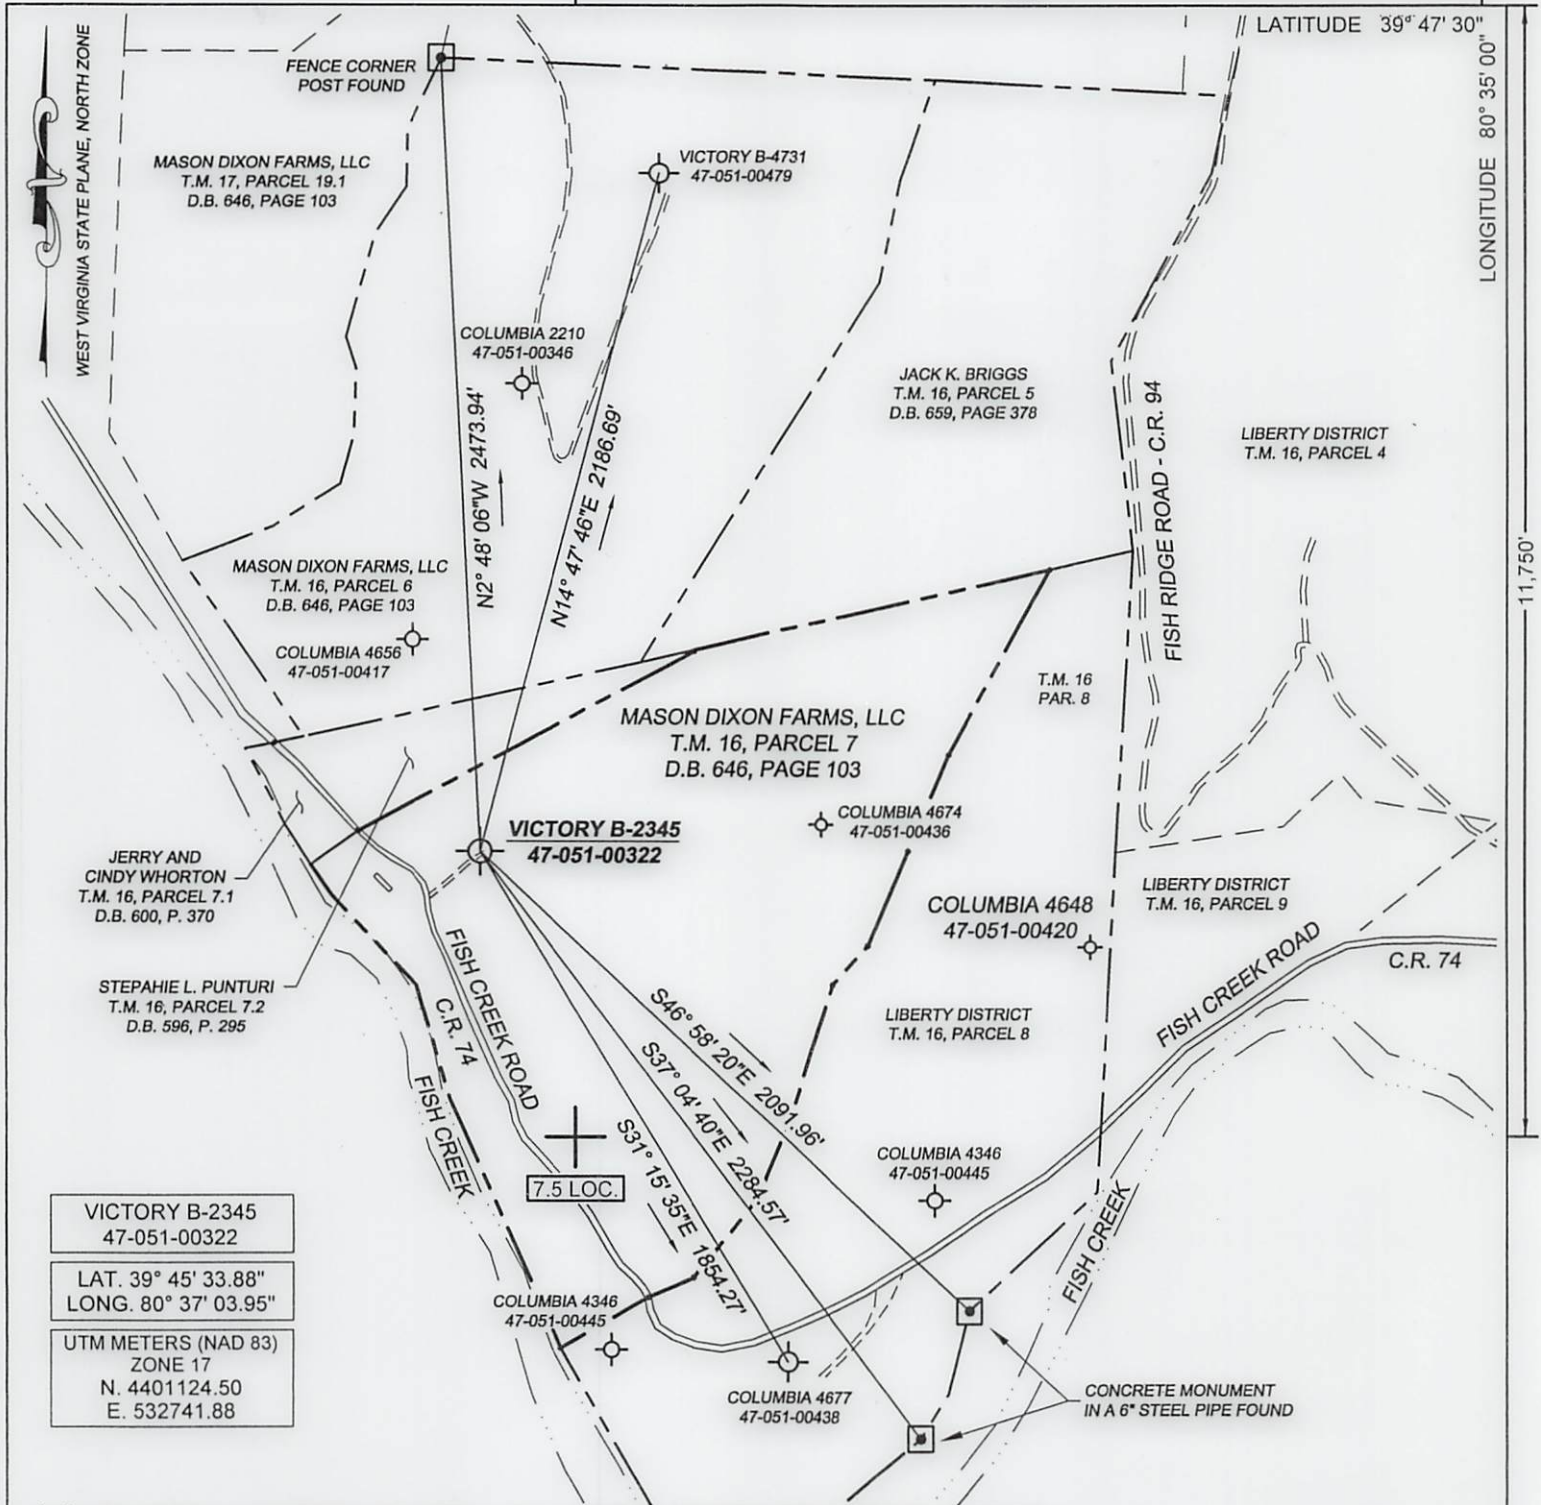 LATITUDE 39° 47' 30"
LONGITUDE 80° 35' 00"
11,750'
WEST VIRGINIA STATE PLANE, NORTH ZONE
FENCE CORNER
POST FOUND
MASON DIXON FARMS, LLC
T.M. 17, PARCEL 19.1
D.B. 646, PAGE 103
VICTORY B-4731
47-051-00479
COLUMBIA 2210
47-051-00346
JACK K. BRIGGS
T.M. 16, PARCEL 5
D.B. 659, PAGE 378
LIBERTY DISTRICT
T.M. 16, PARCEL 4
FISH RIDGE ROAD - C.R. 94
N2° 48' 06"W 2473.94'
N14° 47' 46"E 2186.69'
MASON DIXON FARMS, LLC
T.M. 16, PARCEL 6
D.B. 646, PAGE 103
COLUMBIA 4656
47-051-00417
T.M. 16
PAR. 8
MASON DIXON FARMS, LLC
T.M. 16, PARCEL 7
D.B. 646, PAGE 103
COLUMBIA 4674
47-051-00436
VICTORY B-2345
47-051-00322
JERRY AND
CINDY WHORTON
T.M. 16, PARCEL 7.1
D.B. 600, P. 370
LIBERTY DISTRICT
T.M. 16, PARCEL 9
COLUMBIA 4648
47-051-00420
FISH CREEK ROAD
C.R. 74
STEPAHIE L. PUNTURI
T.M. 16, PARCEL 7.2
D.B. 596, P. 295
FISH CREEK ROAD
C.R. 74
LIBERTY DISTRICT
T.M. 16, PARCEL 8
S46° 58' 20"E 2091.96'
S37° 04' 40"E 2284.57'
S31° 15' 35"E 1854.27'
FISH CREEK
7.5 LOC.
COLUMBIA 4346
47-051-00445
FISH CREEK
VICTORY B-2345
47-051-00322
LAT. 39° 45' 33.88"
LONG. 80° 37' 03.95"
UTM METERS (NAD 83)
ZONE 17
N. 4401124.50
E. 532741.88
COLUMBIA 4346
47-051-00445
COLUMBIA 4677
47-051-00438
CONCRETE MONUMENT
IN A 6" STEEL PIPE FOUND